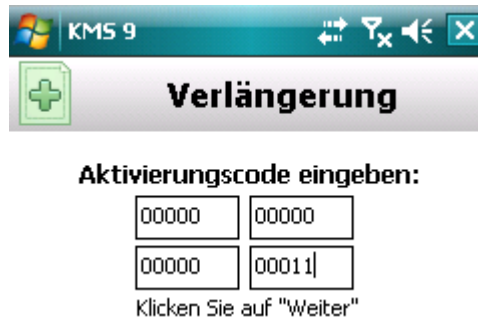 KMS 9
Verlängerung
Aktivierungscode eingeben:
00000 00000
00000 00011
Klicken Sie auf "Weiter"